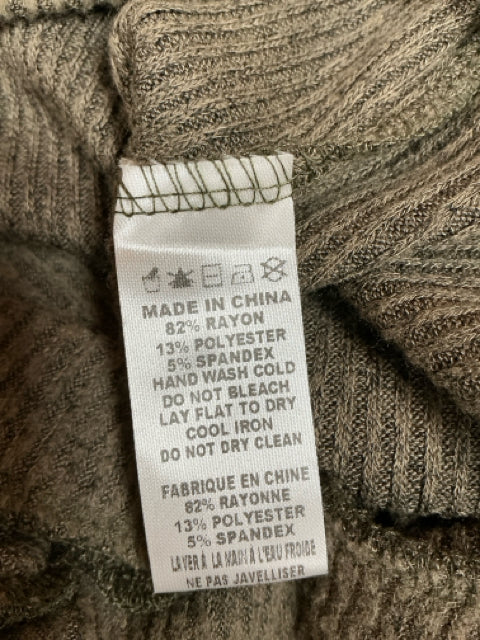 MADE IN CHINA
82% RAYON
13% POLYESTER
5% SPANDEX
HAND WASH COLD
DO NOT BLEACH
LAY FLAT TO DRY
COOL IRON
DO NOT DRY CLEAN
FABRIQUE EN CHINE
82% RAYONNE
13% POLYESTER
5% SPANDEX
LAVER À LA MAIN À L'EAU FROIDE
NE PAS JAVELLISER